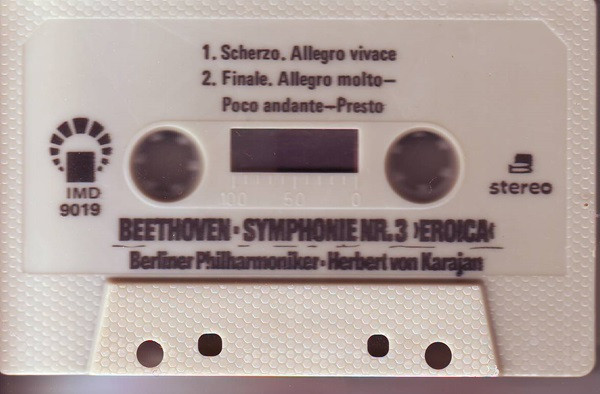 1. Scherzo. Allegro vivace
2. Finale. Allegro molto—
Poco andante—Presto
IMD
9019
100 50 0
stereo
BEETHOVEN · SYMPHONIE NR. 3 ›EROICA‹
Berliner Philharmoniker · Herbert von Karajan